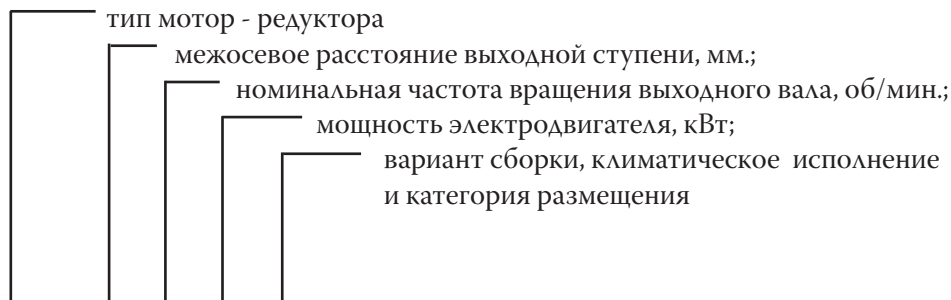 тип мотор - редуктора
межосевое расстояние выходной ступени, мм.;
номинальная частота вращения выходного вала, об/мин.;
мощность электродвигателя, кВт;
вариант сборки, климатическое исполнение
и категория размещения